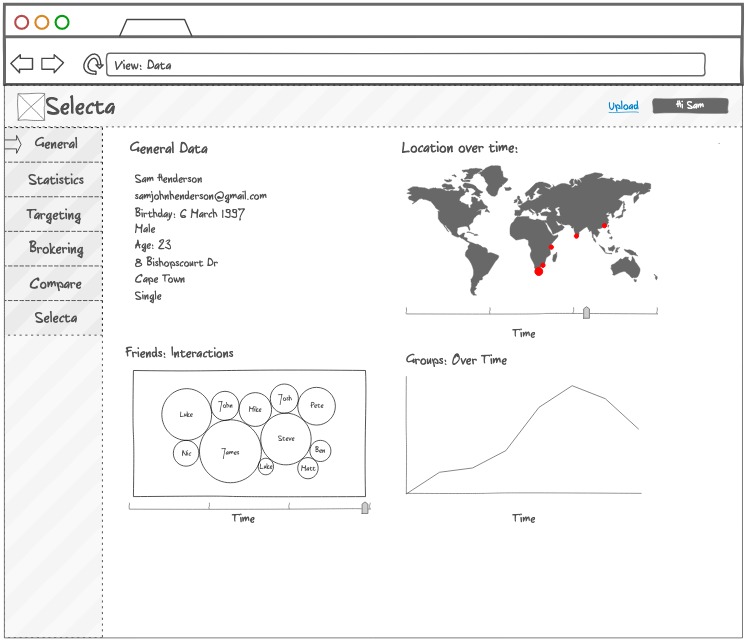 View: Data
Selecta
Upload
Hi Sam
General
Statistics
Targeting
Brokering
Compare
Selecta
General Data
Sam Henderson
samjohnhenderson@gmail.com
Birthday: 6 March 1997
Male
Age: 23
8 Bishopscourt Dr
Cape Town
Single
Location over time:
Time
Friends: Interactions
Luke
John
Mike
Josh
Pete
Nic
James
Steve
Ben
Luke
Matt
Time
Groups: Over Time
Time